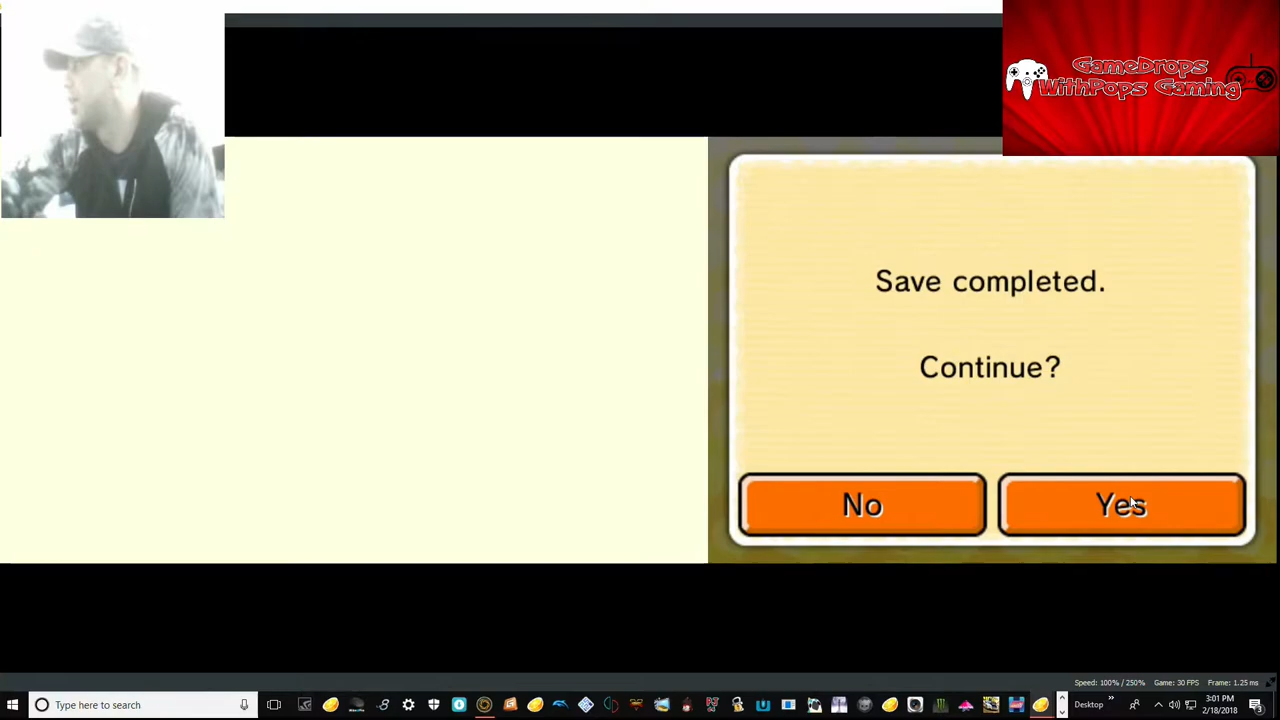 GameDrops
WithPops Gaming
Save completed.
Continue?
No
Yes
Speed: 100% / 250%
Game: 30 FPS
Frame: 1.25 ms
Type here to search
Desktop
3:01 PM
2/18/2018